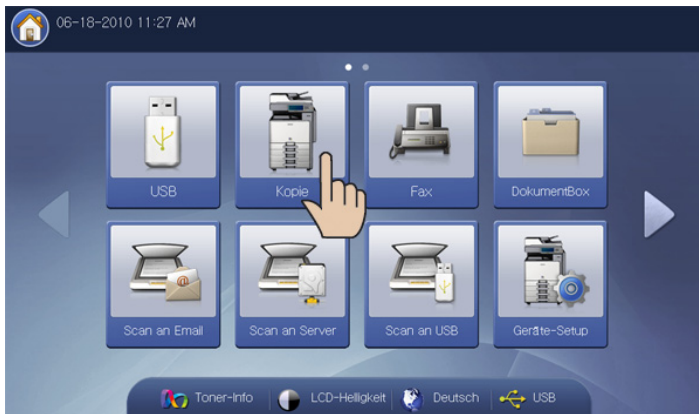 06-18-2010 11:27 AM
USB Kopie Fax DokumentBox
Scan an Email Scan an Server Scan an USB Geräte-Setup
Toner-Info LCD-Helligkeit Deutsch USB